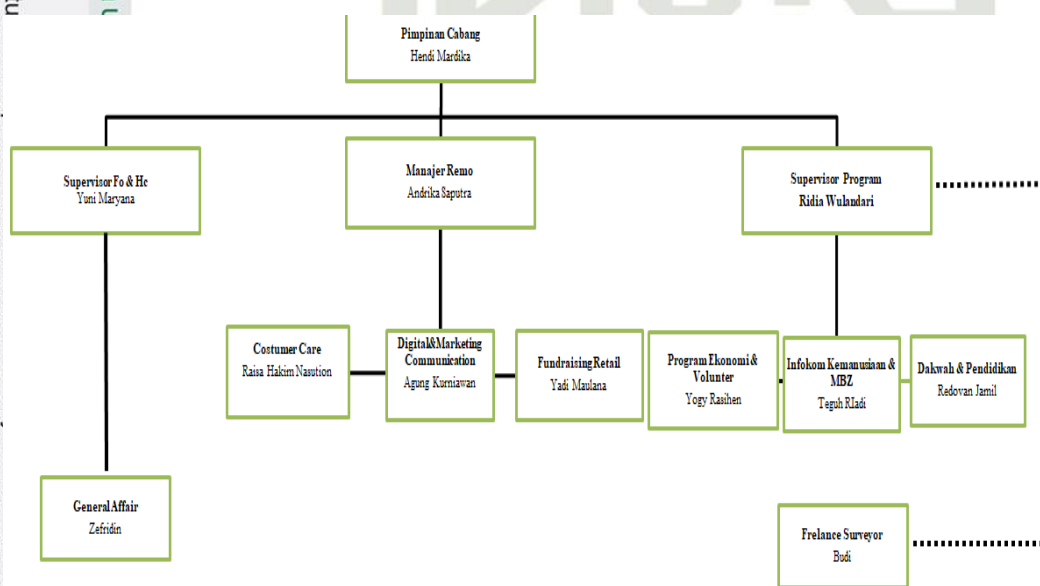 Pimpinan Cabang
Hendi Mardika
Supervisor Fo & Hc
Yuni Maryana
Manajer Remo
Andrika Saputra
Supervisor Program
Ridia Wulandari
Costumer Care
Raisa Hakim Nasution
Digital&Marketing
Communication
Agung Kurniawan
Fundraising Retail
Yadi Maulana
Program Ekonomi &
Volunter
Yogy Rasihen
Infokom Kemanusiaan &
MBZ
Teguh RIadi
Dakwah & Pendidikan
Redovan Jamil
General Affair
Zefridin
Frelance Surveyor
Budi